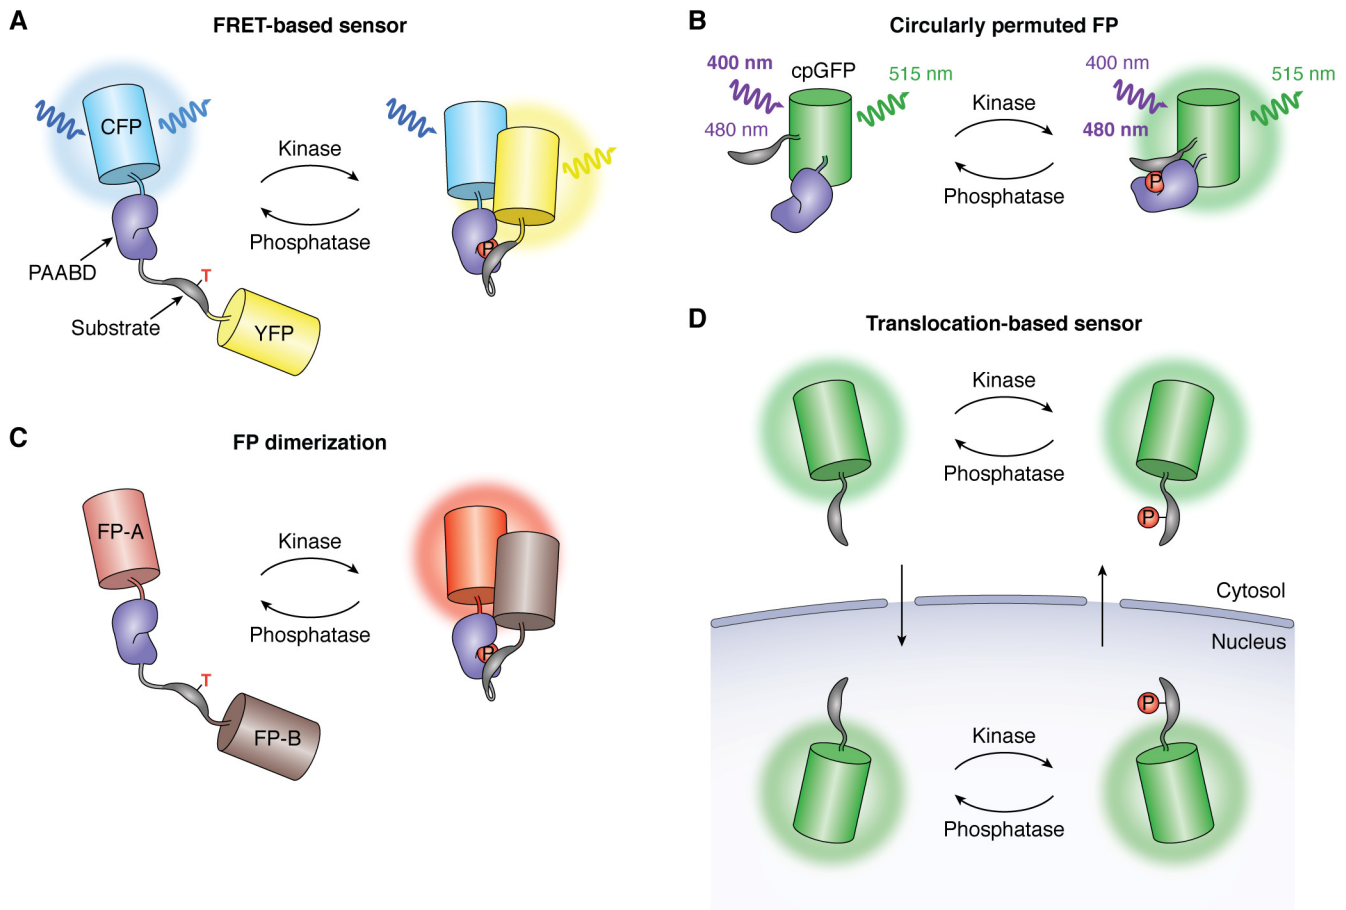 A
FRET-based sensor
CFP
Kinase
Phosphatase
PAABD
T
Substrate
YFP
P
B
Circularly permuted FP
400 nm
cpGFP
515 nm
480 nm
Kinase
Phosphatase
400 nm
515 nm
480 nm
P
C
FP dimerization
FP-A
Kinase
Phosphatase
T
FP-B
P
D
Translocation-based sensor
Kinase
Phosphatase
P
Cytosol
Nucleus
P
Kinase
Phosphatase